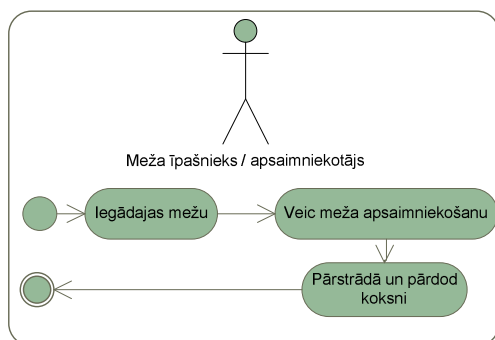 Meža īpašnieks / apsaimniekotājs
Iegādajas mežu
Veic meža apsaimniekošanu
Pārstrādā un pārdod
koksni